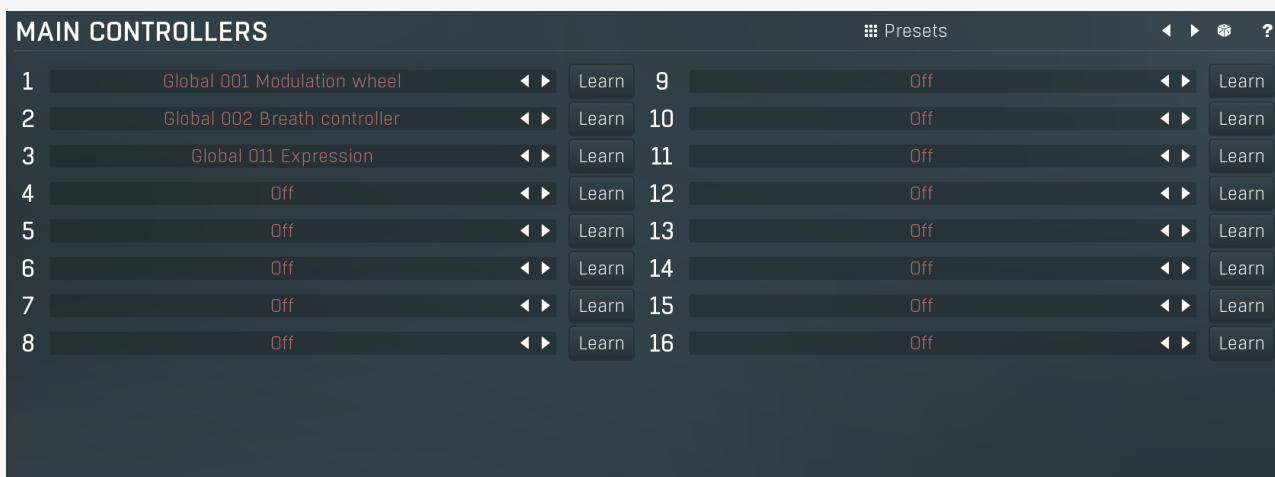 MAIN CONTROLLERS Presets ?
1 Global 001 Modulation wheel Learn 9 Off Learn
2 Global 002 Breath controller Learn 10 Off Learn
3 Global 011 Expression Learn 11 Off Learn
4 Off Learn 12 Off Learn
5 Off Learn 13 Off Learn
6 Off Learn 14 Off Learn
7 Off Learn 15 Off Learn
8 Off Learn 16 Off Learn